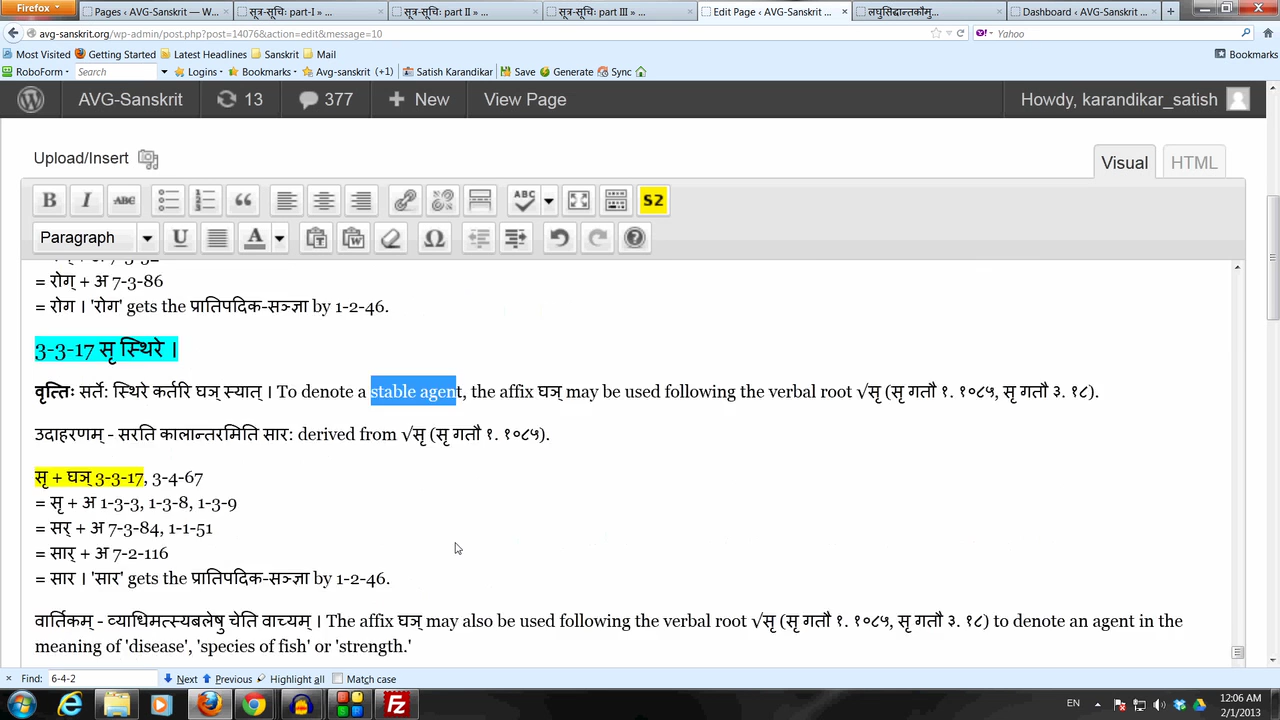 Firefox
Pages ‹ AVG-Sanskrit — W...
सूत्र-सूचिः part-I » ...
सूत्र-सूचिः part II » ...
सूत्र-सूचिः part III » ...
Edit Page ‹ AVG-Sanskrit ...
लघुसिद्धान्तकौमु...
Dashboard ‹ AVG-Sanskrit ...
avg-sanskrit.org/wp-admin/post.php?post=14076&action=edit&message=10
Yahoo
Most Visited Getting Started Latest Headlines Sanskrit Mail Bookmarks
RoboForm Search Logins Bookmarks Avg-sanskrit (+1) Satish Karandikar Save Generate Sync
AVG-Sanskrit 13 377 + New View Page Howdy, karandikar_satish
Upload/Insert Visual HTML
B I ABC ABC S2
Paragraph U A Ω
= रोग् + अ 7-3-86
= रोग । 'रोग' gets the प्रातिपदिक-सञ्ज्ञा by 1-2-46.
3-3-17 सृ स्थिरे ।
वृत्तिः सर्ते: स्थिरे कर्तरि घञ् स्यात् । To denote a stable agent, the affix घञ् may be used following the verbal root √सृ (सृ गतौ १. १०८५, सृ गतौ ३. १८).
उदाहरणम् - सरति कालान्तरमिति सार: derived from √सृ (सृ गतौ १. १०८५).
सृ + घञ् 3-3-17, 3-4-67
= सृ + अ 1-3-3, 1-3-8, 1-3-9
= सर् + अ 7-3-84, 1-1-51
= सार् + अ 7-2-116
= सार । 'सार' gets the प्रातिपदिक-सञ्ज्ञा by 1-2-46.
वार्तिकम् - व्याधिमत्स्यबलेषु चेति वाच्यम् । The affix घञ् may also be used following the verbal root √सृ (सृ गतौ १. १०८५, सृ गतौ ३. १८) to denote an agent in the
meaning of 'disease', 'species of fish' or 'strength.'
Find: 6-4-2 Next Previous Highlight all Match case
EN 12:06 AM
2/1/2013